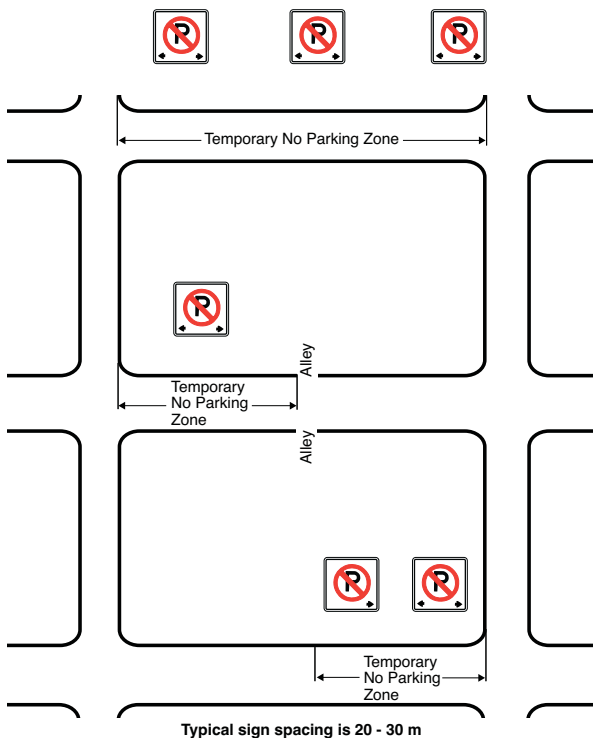 P P P
Temporary No Parking Zone
P
Alley
Temporary
No Parking
Zone
Alley
P P
Temporary
No Parking
Zone
Typical sign spacing is 20 - 30 m